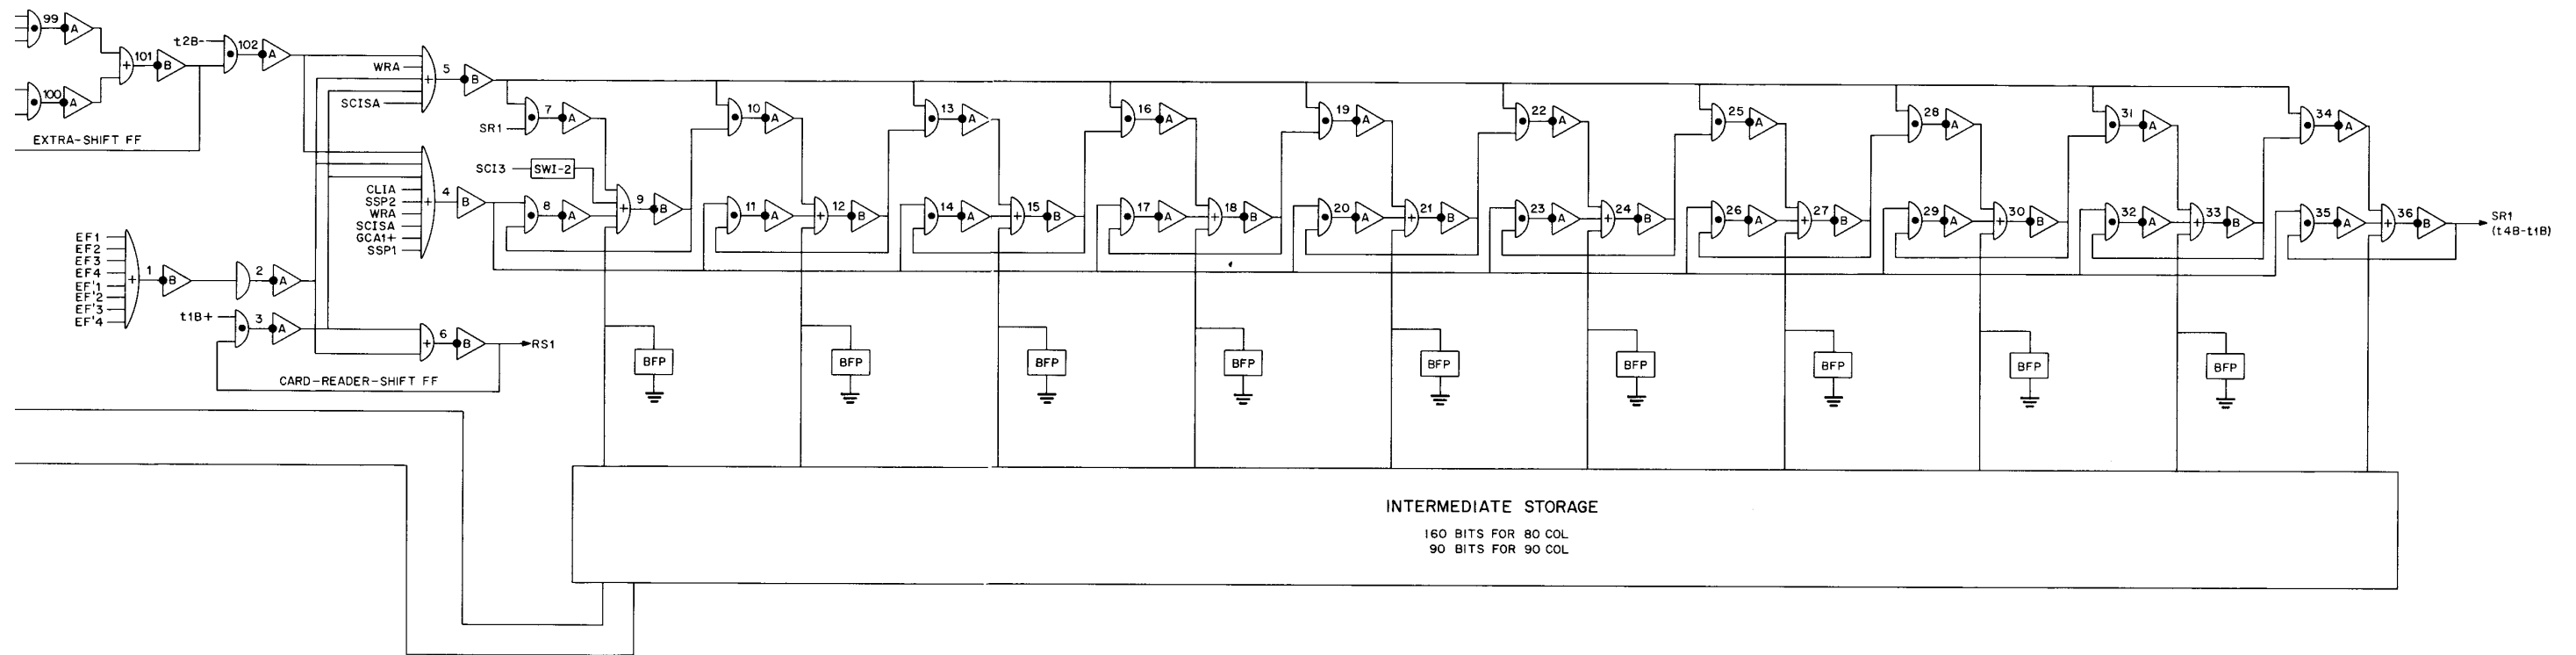 99 A
101 B
100 A
EXTRA-SHIFT FF
t2B- 102 A
WRA
SCISA
5 B
CLIA
SSP2
WRA
SCISA
GCA1+
SSP1
4 B
EF1
EF2
EF3
EF4
EF'1
EF'2
EF'3
EF'4
+ 1 B
2 A
t1B+ 3 A
+ 6 B RS1
CARD-READER-SHIFT FF
SR1 7 A
SCI3 SWI-2
8 A + 9 B
10 A
11 A + 12 B
13 A
14 A + 15 B
16 A
17 A + 18 B
19 A
20 A + 21 B
22 A
23 A + 24 B
25 A
26 A + 27 B
28 A
29 A + 30 B
31 A
32 A + 33 B
34 A
35 A + 36 B
SR1
(t4B-t1B)
BFP
BFP
BFP
BFP
BFP
BFP
BFP
BFP
BFP
INTERMEDIATE STORAGE
160 BITS FOR 80 COL
90 BITS FOR 90 COL